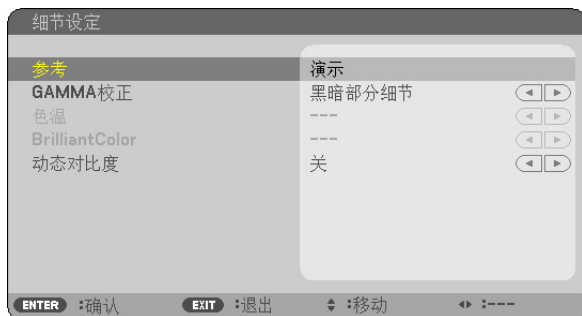 细节设定
参考 演示
GAMMA校正 黑暗部分细节
色温 ---
BrilliantColor ---
动态对比度 关
ENTER :确认 EXIT :退出 :移动 :---